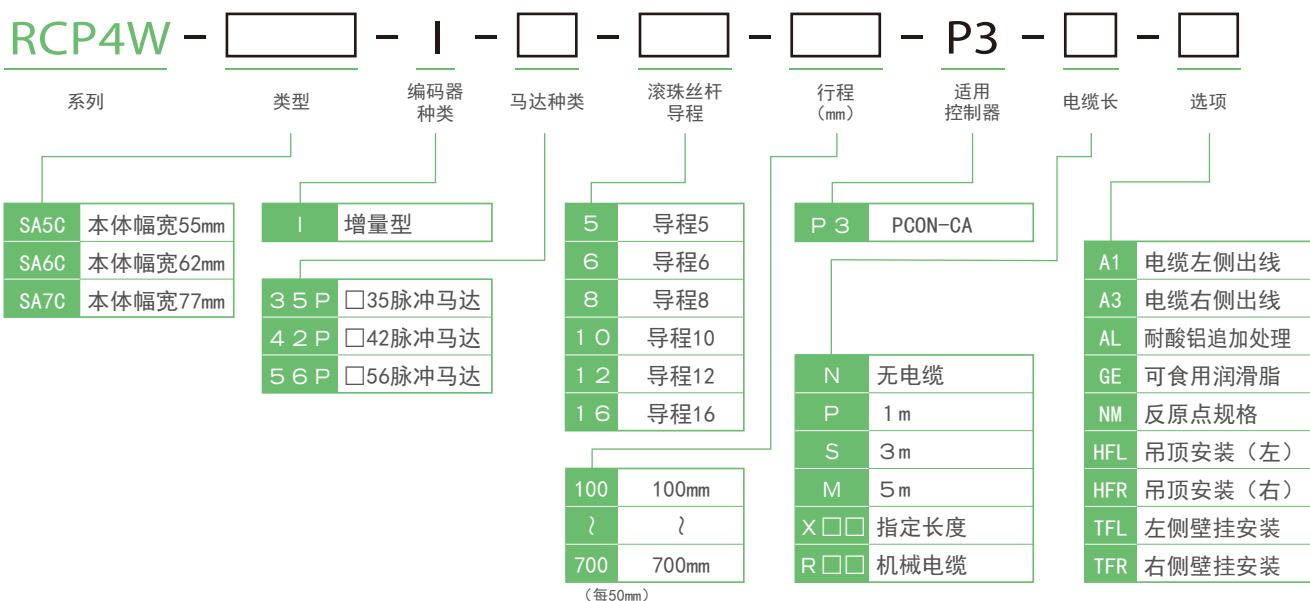 RCP4W - □ - I - □ - □ - □ - P3 - □ - □
系列
类型
编码器
种类
马达种类
滚珠丝杆
导程
行程
（mm）
适用
控制器
电缆长
选项
SA5C 本体幅宽55mm
SA6C 本体幅宽62mm
SA7C 本体幅宽77mm
I 增量型
35P □35脉冲马达
42P □42脉冲马达
56P □56脉冲马达
5 导程5
6 导程6
8 导程8
10 导程10
12 导程12
16 导程16
100 100mm
~ ~
700 700mm
（每50mm）
P3 PCON-CA
N 无电缆
P 1m
S 3m
M 5m
X□□ 指定长度
R□□ 机械电缆
A1 电缆左侧出线
A3 电缆右侧出线
AL 耐酸铝追加处理
GE 可食用润滑脂
NM 反原点规格
HFL 吊顶安装（左）
HFR 吊顶安装（右）
TFL 左侧壁挂安装
TFR 右侧壁挂安装